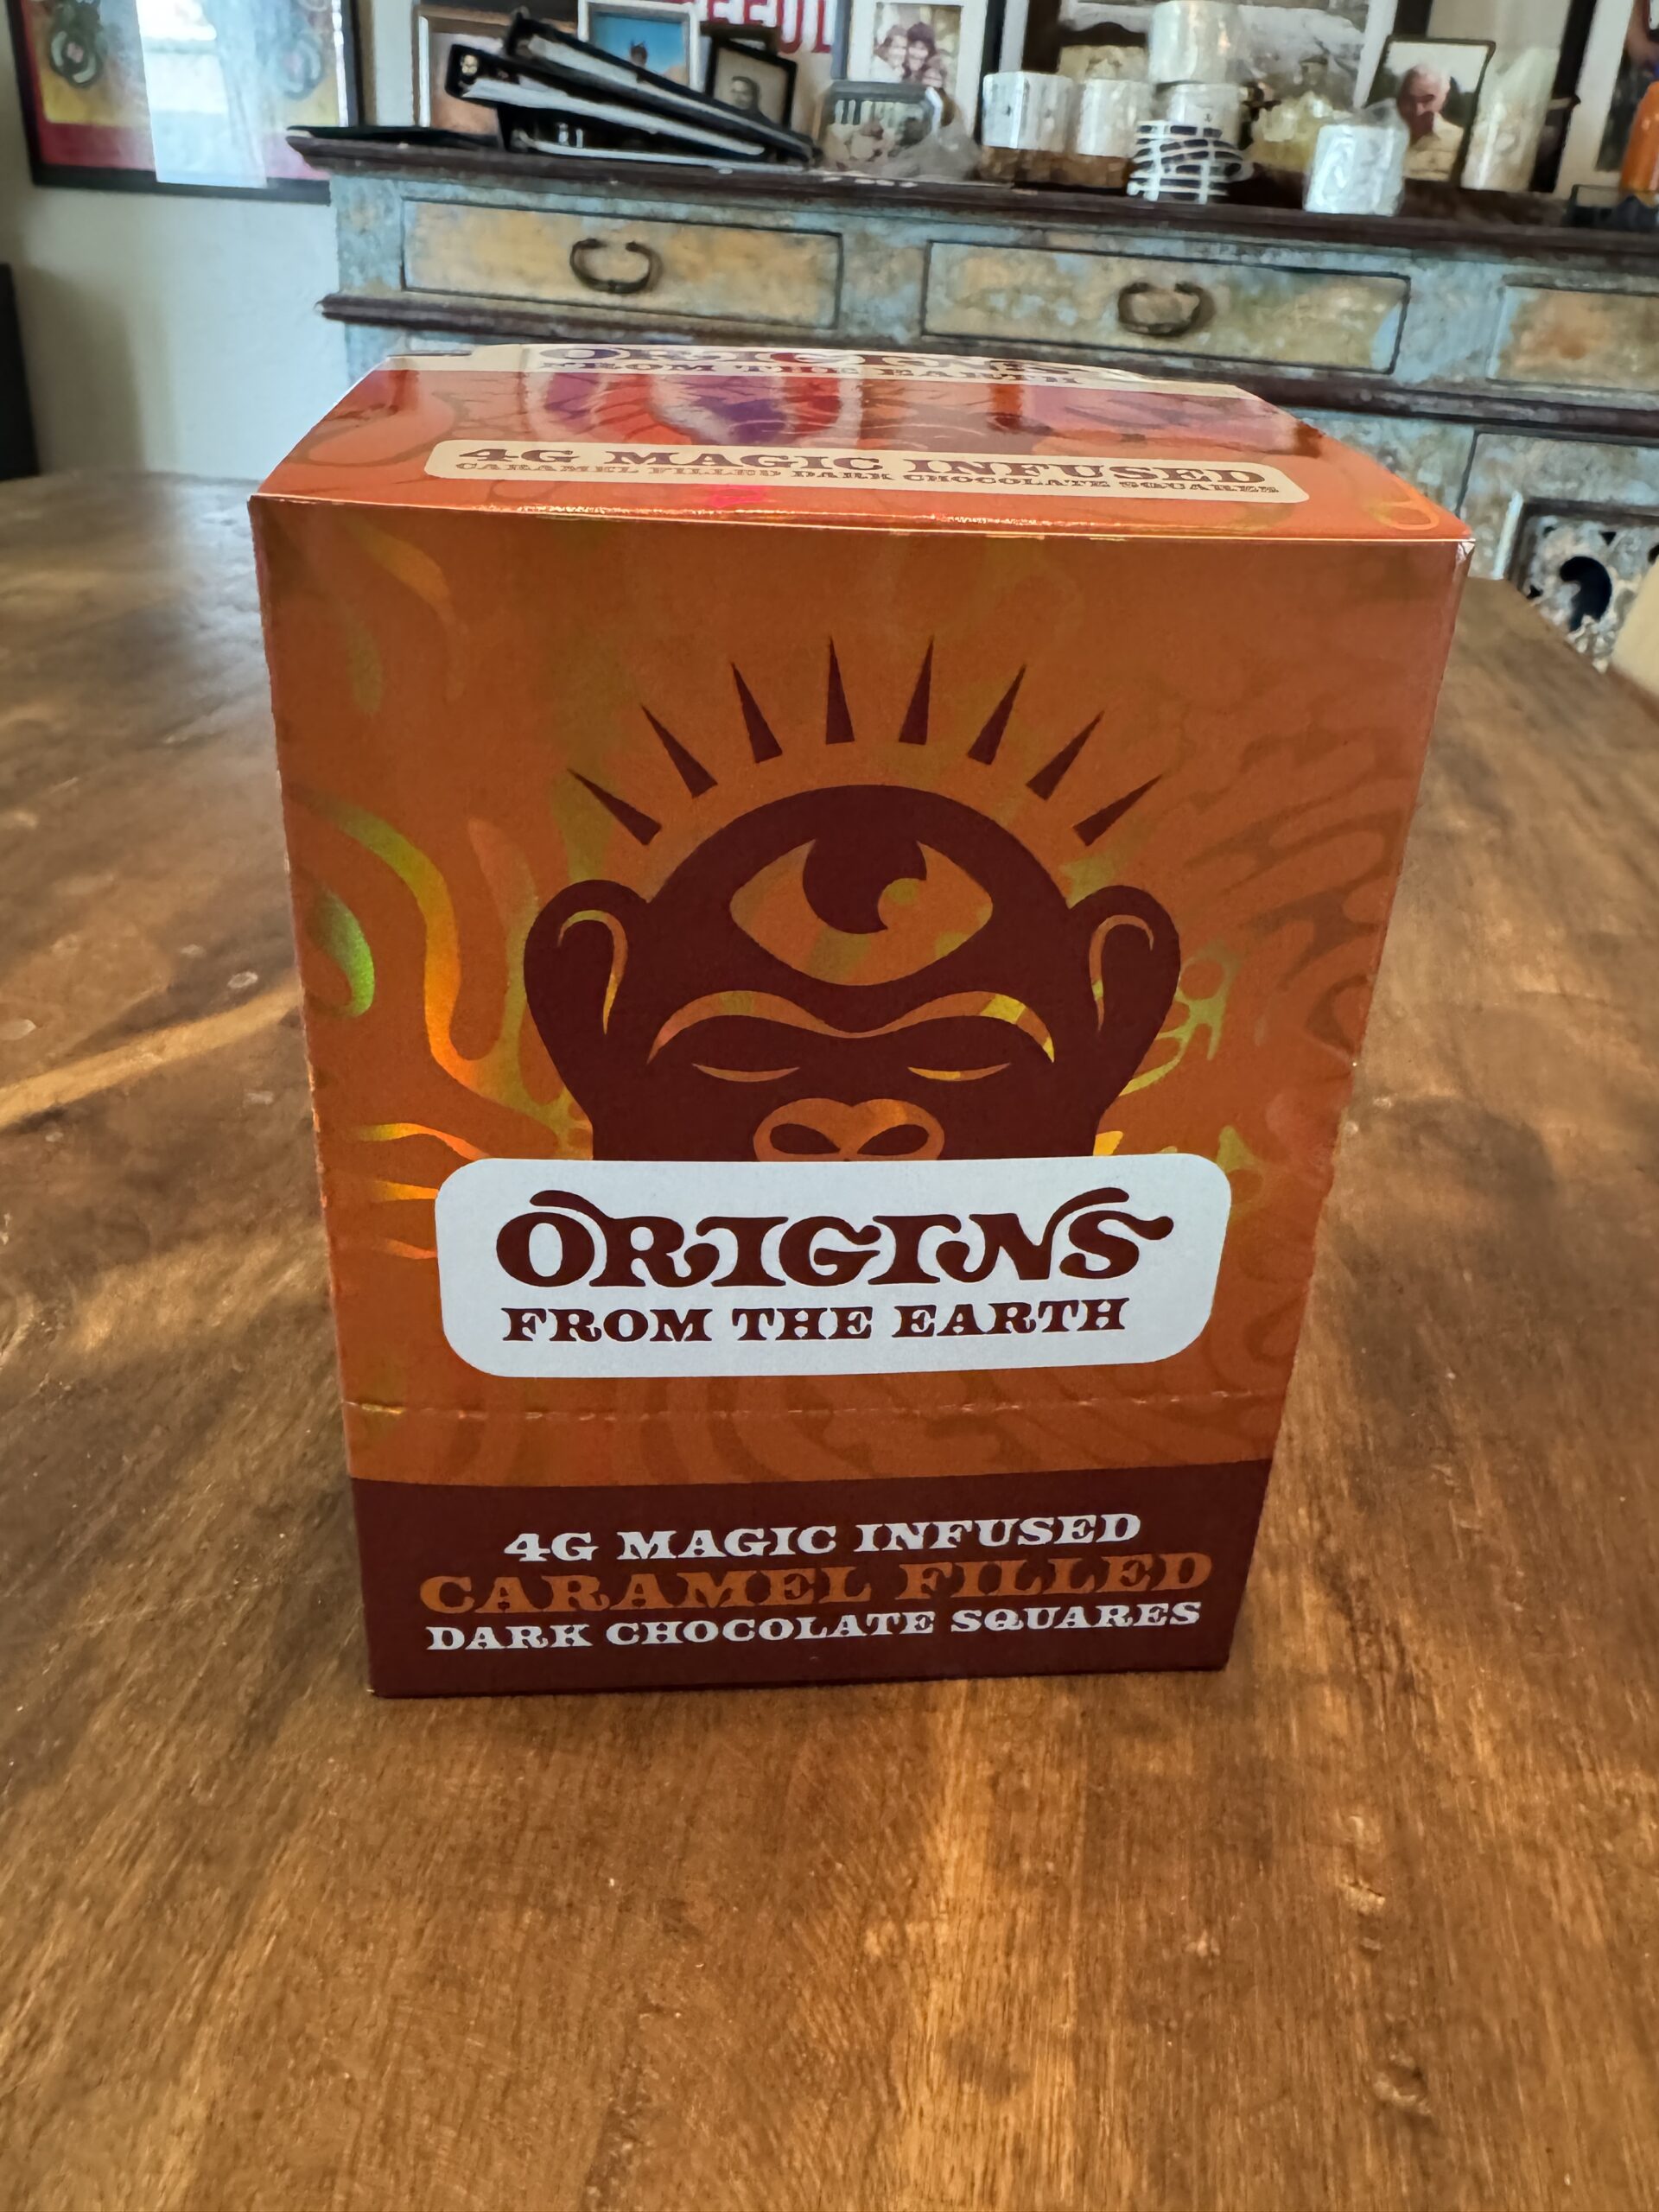 ORIGINS
FROM THE EARTH
4G MAGIC INFUSED
CARAMEL FILLED DARK CHOCOLATE SQUARES
ORIGINS
FROM THE EARTH
4G MAGIC INFUSED
CARAMEL FILLED
DARK CHOCOLATE SQUARES